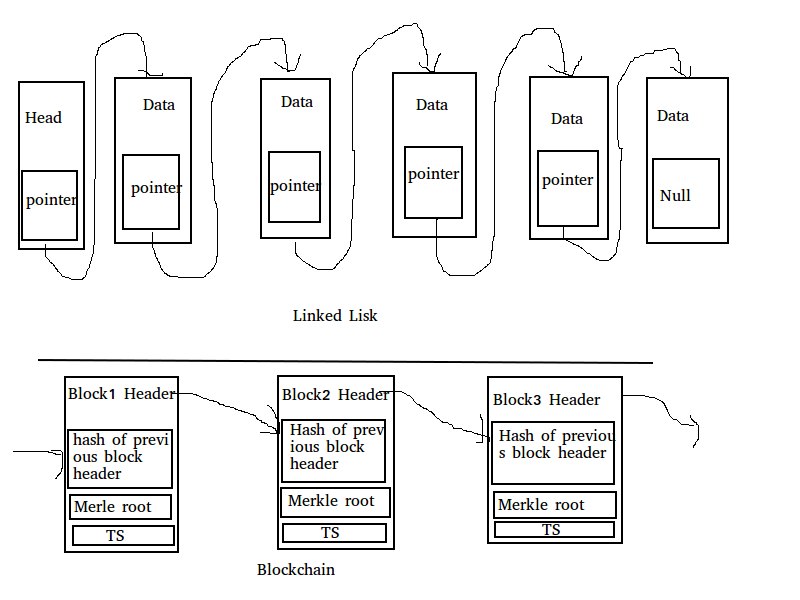 Head
pointer
Data
pointer
Data
pointer
Data
pointer
Data
pointer
Data
Null
Linked Lisk
Block1 Header
hash of previ
ous block
header
Merle root
TS
Block2 Header
Hash of prev
ious block
header
Merkle root
TS
Block3 Header
Hash of previou
s block header
Merkle root
TS
Blockchain